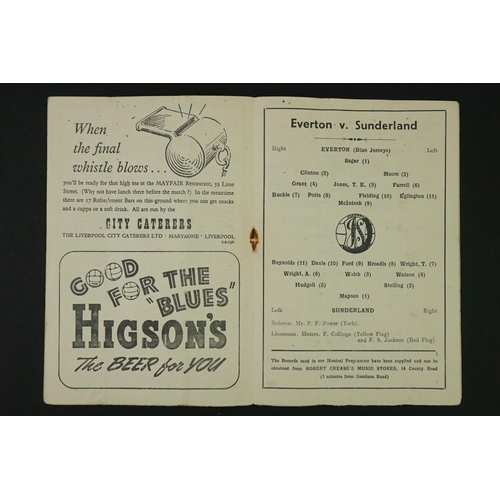 When
the final
whistle blows...
you'll be ready for that high tea at the MAYFAIR Restaurant, 59 Lime
Street. (Why not have lunch there before the match?) In the meantime
there are 17 Refreshment Bars on this ground where you can get snacks
and a cuppa or a soft drink. All are run by the
CITY CATERERS
THE LIVERPOOL CITY CATERERS LTD · MARYBONE · LIVERPOOL
GOOD
FOR THE
"BLUES"
HIGSON'S
The BEER for YOU
Everton v. Sunderland
Right EVERTON (Blue Jerseys) Left
Sagar (1)
Clinton (2) Moore (3)
Grant (4) Jones, T. E. (5) Farrell (6)
Buckle (7) Potts (8) Fielding (10) Eglington (11)
McIntosh (9)
Reynolds (11) Davis (10) Ford (9) Broadis (8) Wright, T. (7)
Wright, A. (6) Walsh (5) Watson (4)
Hudgell (3) Stelling (2)
Mapson (1)
Left SUNDERLAND Right
Referee: Mr. F. F. Power (York)
Linesmen: Messrs. F. Collinge (Yellow Flag)
and F. S. Jackson (Red Flag)
The Records used in our Musical Programme have been supplied and can be
obtained from ROBERT CREASE'S MUSIC STORES, 14 County Road
(3 minutes from Goodison Road)